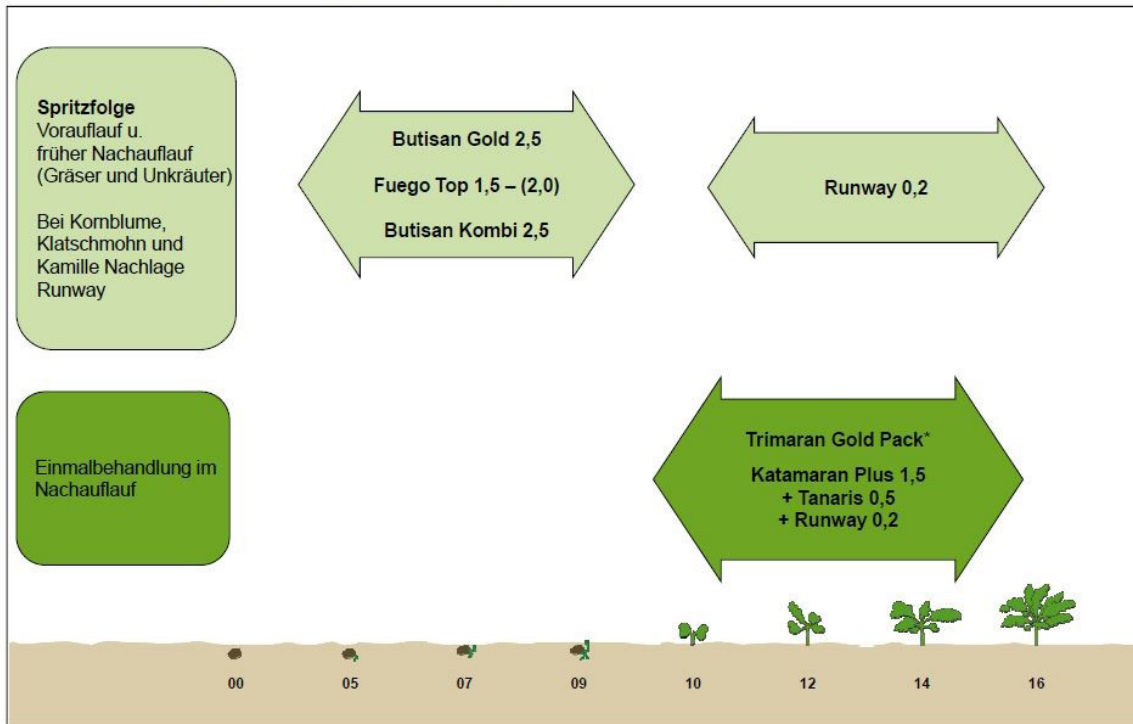 Spritzfolge
Vorauflauf u.
früher Nachauflauf
(Gräser und Unkräuter)
Bei Kornblume,
Klatschmohn und
Kamille Nachlage
Runway
Butisan Gold 2,5
Fuego Top 1,5 – (2,0)
Butisan Kombi 2,5
Runway 0,2
Einmalbehandlung im
Nachauflauf
Trimaran Gold Pack*
Katamaran Plus 1,5
+ Tanaris 0,5
+ Runway 0,2
00 05 07 09 10 12 14 16